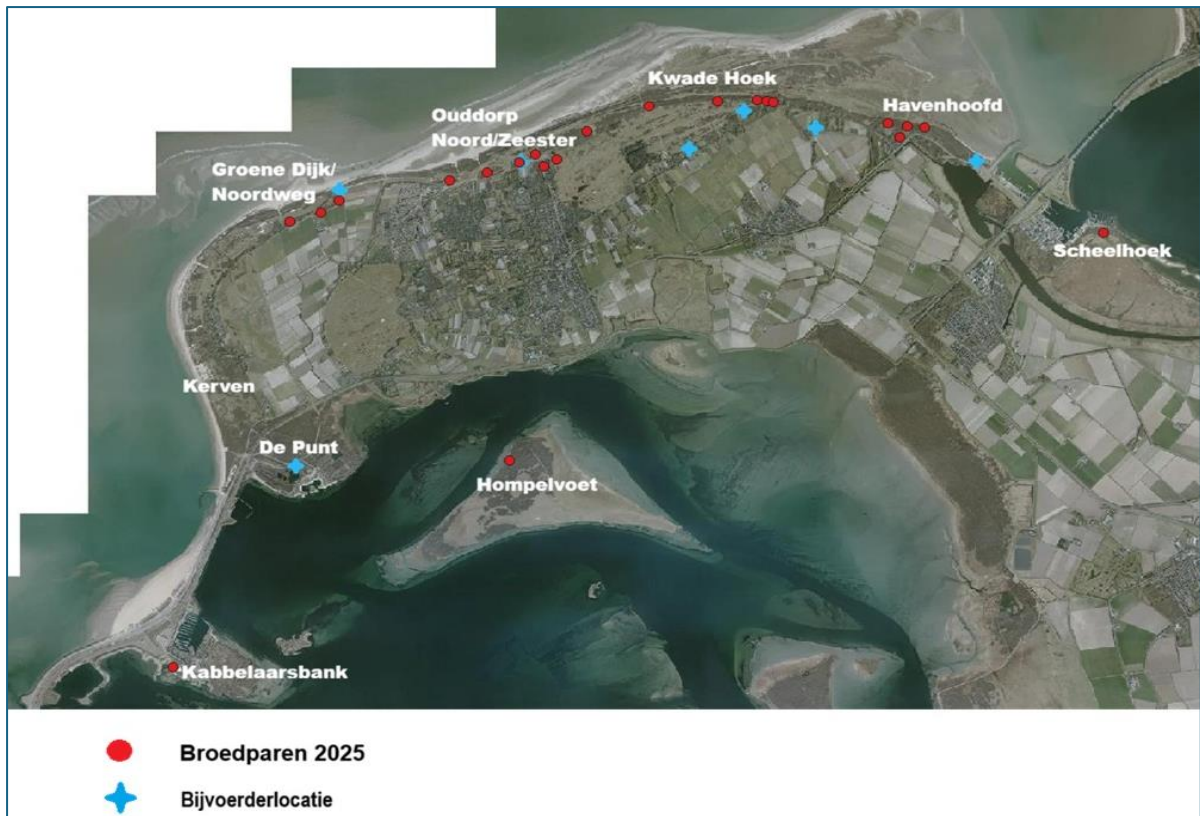 Kwade Hoek
Havenhoofd
Ouddorp
Noord/Zeester
Groene Dijk/
Noordweg
Scheelhoek
Kerven
De Punt
Hompelvoet
Kabbelaarsbank
Broedparen 2025
Bijvoerderlocatie